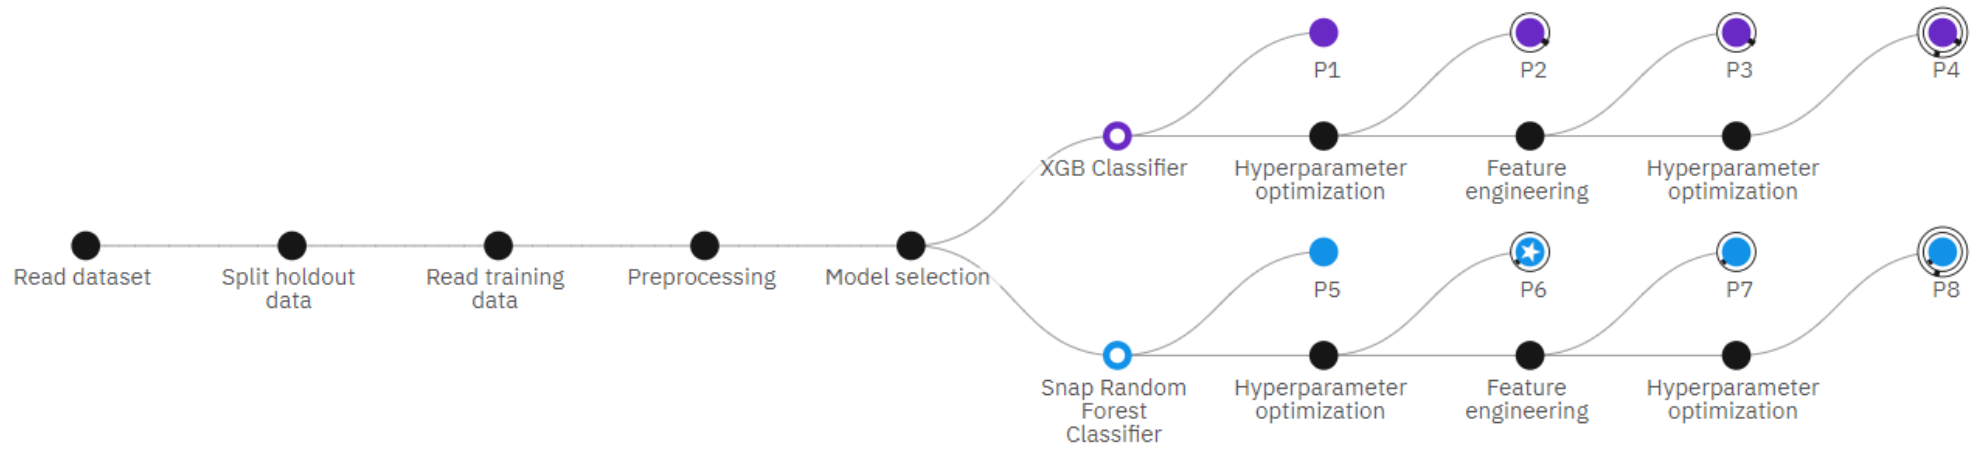 P1
P2
P3
P4
XGB Classifier
Hyperparameter
optimization
Feature
engineering
Hyperparameter
optimization
Read dataset
Split holdout
data
Read training
data
Preprocessing
Model selection
P5
P6
P7
P8
Snap Random
Forest
Classifier
Hyperparameter
optimization
Feature
engineering
Hyperparameter
optimization